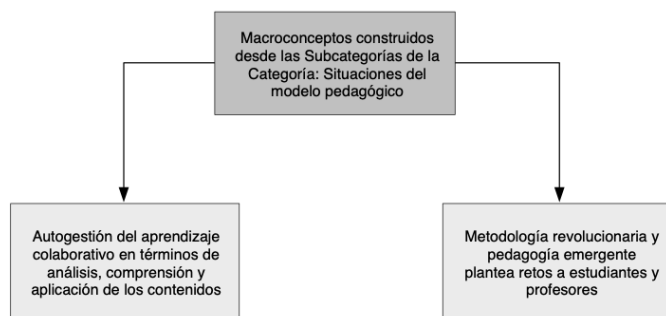 Macroconceptos construidos
desde las Subcategorías de la
Categoría: Situaciones del
modelo pedagógico
Autogestión del aprendizaje
colaborativo en términos de
análisis, comprensión y
aplicación de los contenidos
Metodología revolucionaria y
pedagogía emergente
plantea retos a estudiantes y
profesores